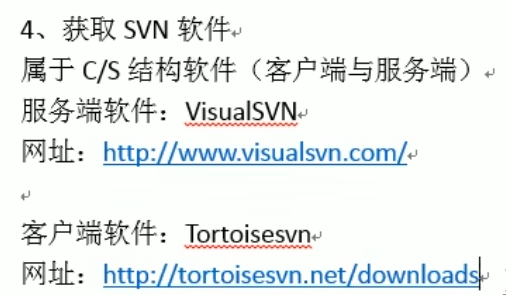 4、获取 SVN 软件
属于 C/S 结构软件（客户端与服务端）
服务端软件：VisualSVN
网址：http://www.visualsvn.com/
客户端软件：Tortoisesvn
网址：http://tortoisesvn.net/downloads